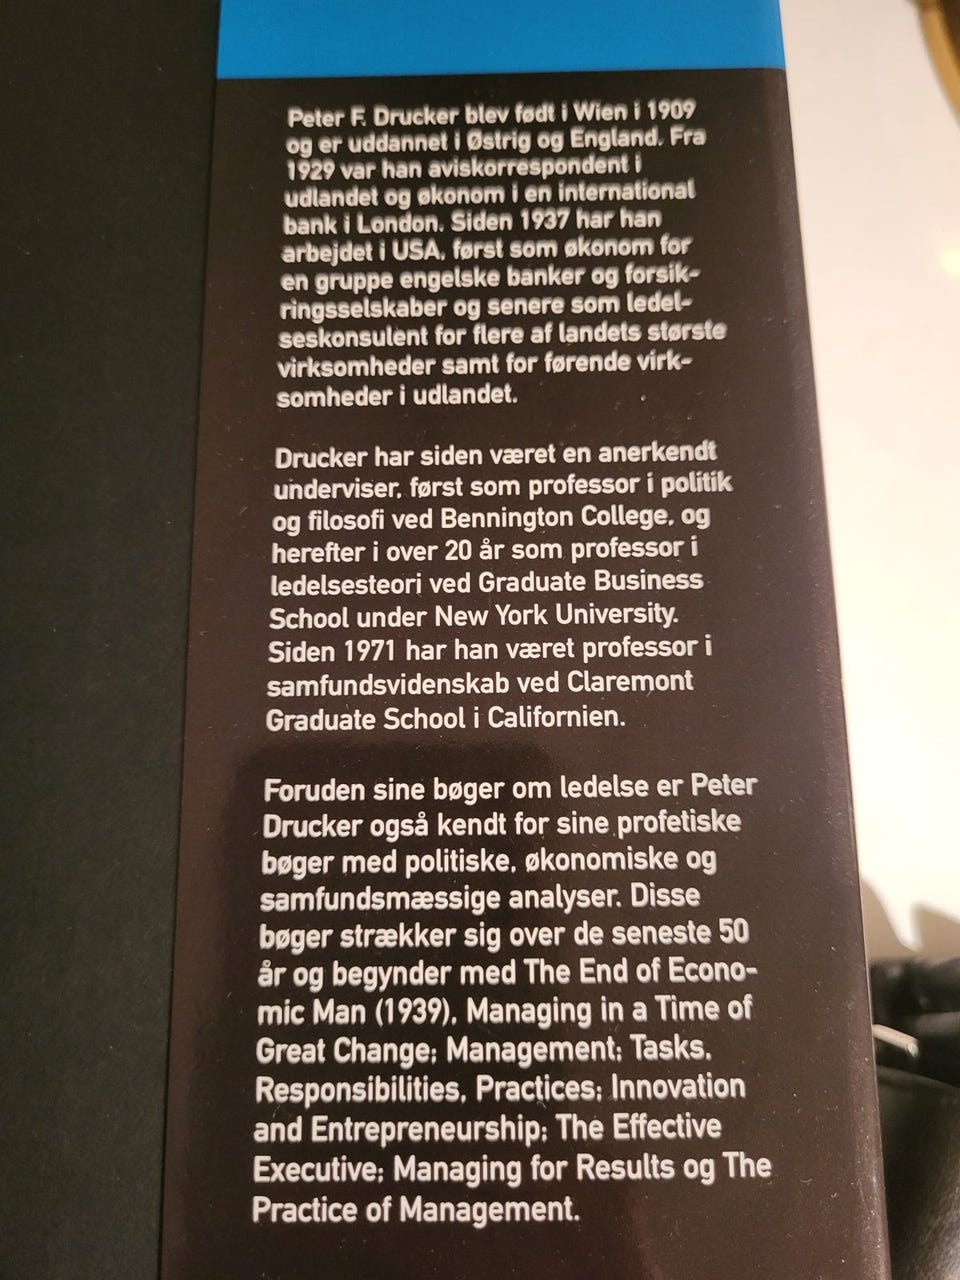 Peter F. Drucker blev født i Wien i 1909
og er uddannet i Østrig og England. Fra
1929 var han aviskorrespondent i
udlandet og økonom i en international
bank i London. Siden 1937 har han
arbejdet i USA, først som økonom for
en gruppe engelske banker og forsik-
ringsselskaber og senere som ledel-
seskonsulent for flere af landets største
virksomheder samt for førende virk-
somheder i udlandet.
Drucker har siden været en anerkendt
underviser, først som professor i politik
og filosofi ved Bennington College, og
herefter i over 20 år som professor i
ledelsesteori ved Graduate Business
School under New York University.
Siden 1971 har han været professor i
samfundsvidenskab ved Claremont
Graduate School i Californien.
Foruden sine bøger om ledelse er Peter
Drucker også kendt for sine profetiske
bøger med politiske, økonomiske og
samfundsmæssige analyser. Disse
bøger strækker sig over de seneste 50
år og begynder med The End of Econo-
mic Man (1939), Managing in a Time of
Great Change; Management: Tasks,
Responsibilities, Practices; Innovation
and Entrepreneurship; The Effective
Executive; Managing for Results og The
Practice of Management.